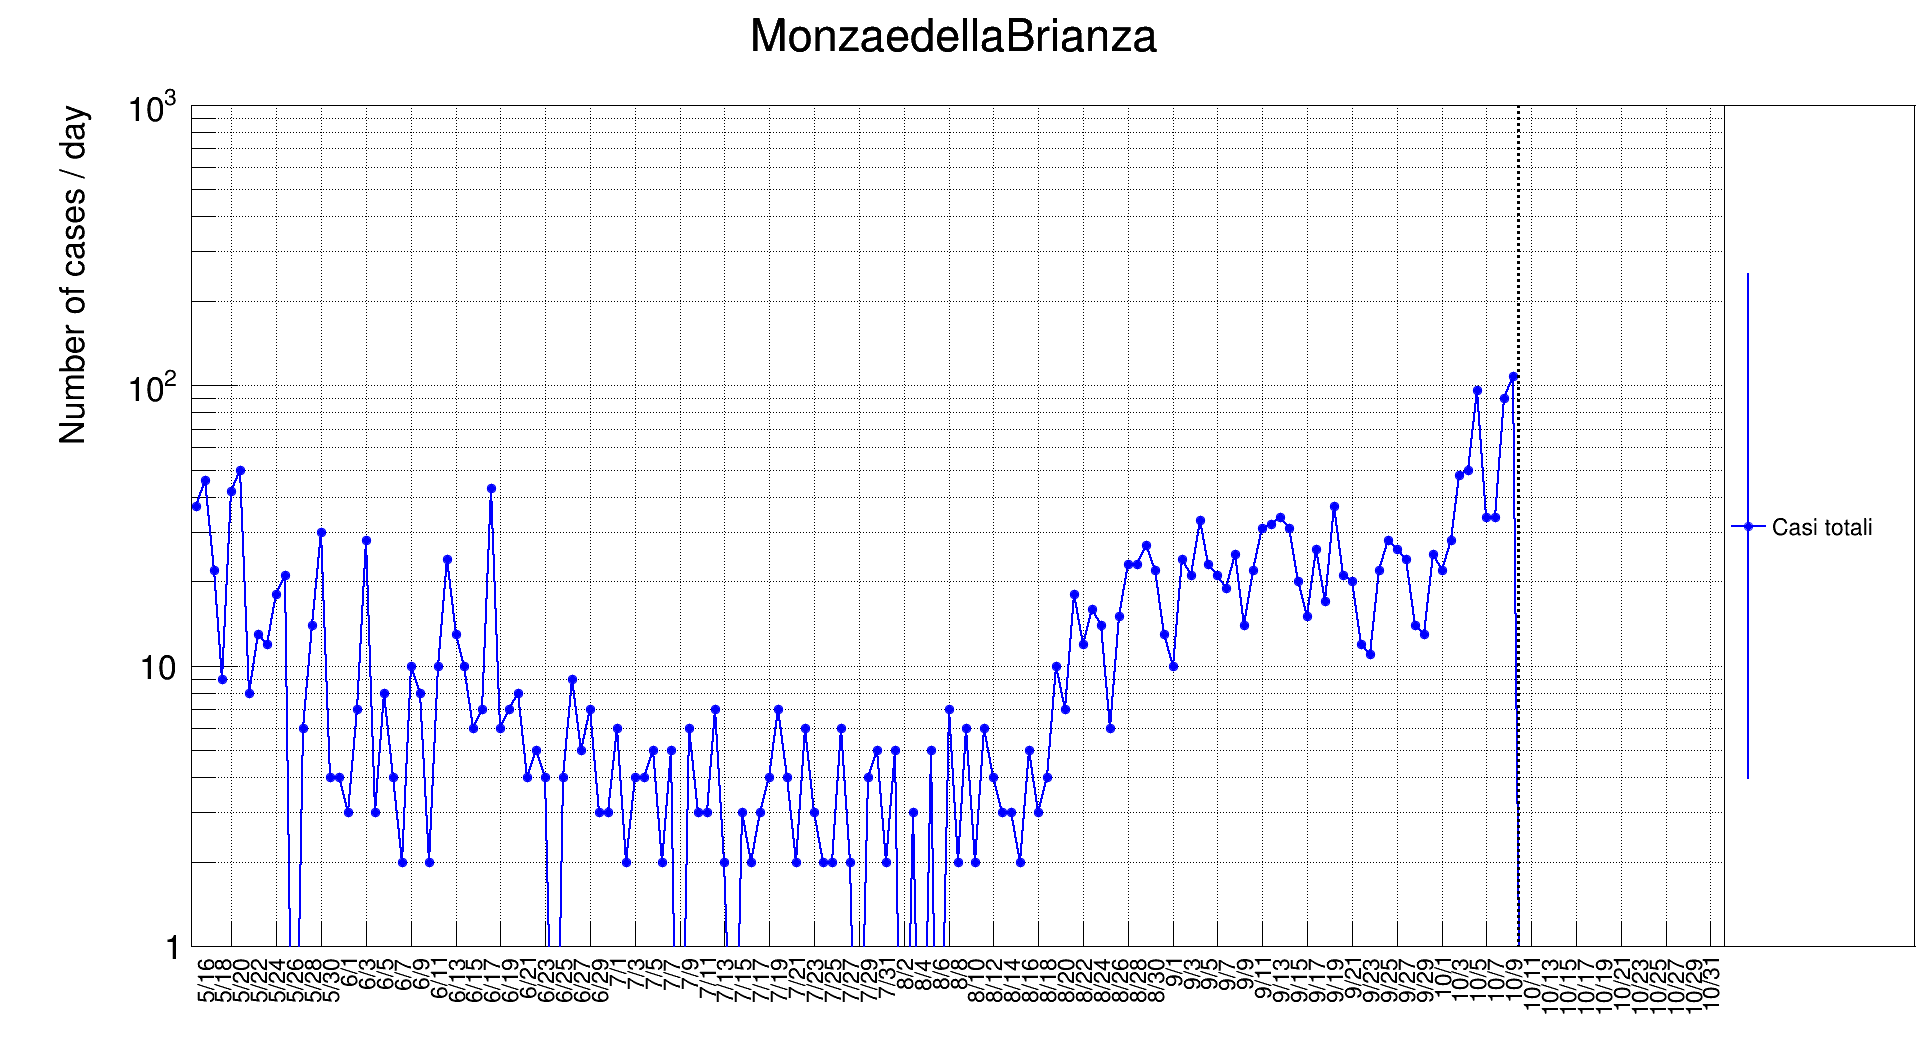 MonzaedellaBrianza
Number of cases / day
10³
10²
10
1
Casi totali
5/16 5/18 5/20 5/22 5/24 5/26 5/28 5/30 6/1 6/3 6/5 6/7 6/9 6/11 6/13 6/15 6/17 6/19 6/21 6/23 6/25 6/27 6/29 7/1 7/3 7/5 7/7 7/9 7/11 7/13 7/15 7/17 7/19 7/21 7/23 7/25 7/27 7/29 7/31 8/2 8/4 8/6 8/8 8/10 8/12 8/14 8/16 8/18 8/20 8/22 8/24 8/26 8/28 8/30 9/1 9/3 9/5 9/7 9/9 9/11 9/13 9/15 9/17 9/19 9/21 9/23 9/25 9/27 9/29 10/1 10/3 10/5 10/7 10/9 10/11 10/13 10/15 10/17 10/19 10/21 10/23 10/25 10/27 10/29 10/31